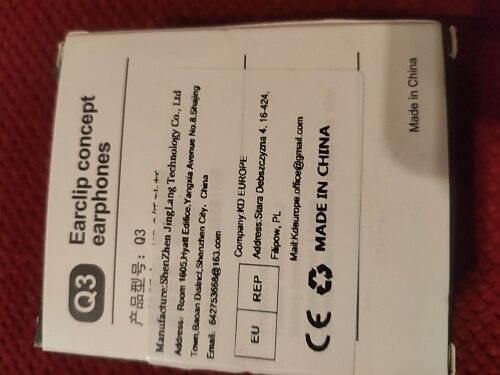 Q3
Earclip concept
earphones
产品型号：Q3
Manufacture:ShenZhen JingLang Technology Co., Ltd
Address: Room 1605,Hyatt Edifice,Yangxia Avenue No.8,Shajing
Town,Baoan District,Shenzhen City, China
Email: 642753668@163.com
EU REP
Company:KD EUROPE
Address:Stara Debszczyzna 4, 16-424,
Filipow, PL
Mail:Kdeurope.office@gmail.com
CE MADE IN CHINA
Made in China